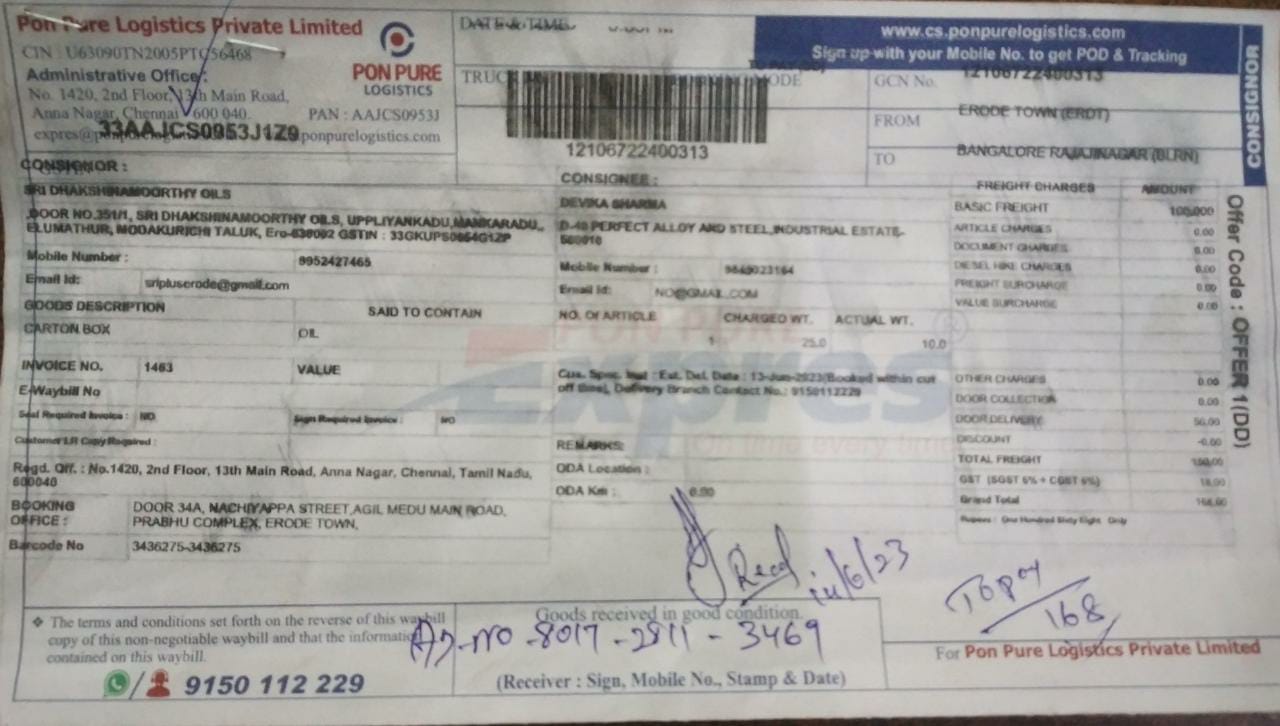 Pon Pure Logistics Private Limited
CIN : U63090TN2005PTC56468
Administrative Office :
No. 1420, 2nd Floor, 13th Main Road,
Anna Nagar, Chennai 600 040.
PAN : AAJCS0953J
33AAJCS0953J1Z9
ponpurelogistics.com
PON PURE
LOGISTICS
DATE & TIME
TRUCK
MODE
12106722400313
www.cs.ponpurelogistics.com
Sign up with your Mobile No. to get POD & Tracking
GCN No. 12106722400313
FROM ERODE TOWN (ERDT)
TO BANGALORE RAJAJINAGAR (BLRN)
CONSIGNOR
CONSIGNOR :
SRI DHAKSHINAMOORTHY OILS
,DOOR NO.351/1, SRI DHAKSHINAMOORTHY OILS, UPPLIYANKADU,MANKARADU,,
ELUMATHUR, MODAKURICHI TALUK, Ero-638002 GSTIN :
Mobile Number : 9952427465
Email Id: sripluserode@gmail.com
GOODS DESCRIPTION SAID TO CONTAIN
CARTON BOX OIL
INVOICE NO. 1463 VALUE
E-Waybill No
Seal Required Invoice : NO Sign Required Invoice : NO
Customer LR Copy Required :
Regd. Off. : No.1420, 2nd Floor, 13th Main Road, Anna Nagar, Chennai, Tamil Nadu,
600040
BOOKING OFFICE : DOOR 34A, NACHIYAPPA STREET,AGIL MEDU MAIN ROAD,
PRABHU COMPLEX, ERODE TOWN,
Barcode No 3436275-3436275
CONSIGNEE :
DEVIKA SHARMA
D-40 PERFECT ALLOY AND STEEL,INDUSTRIAL ESTATE-
560010
Mobile Number :
Email Id: NO@GMAIL.COM
NO. Of ARTICLE CHARGED WT. ACTUAL WT.
1 25.0 10.0
PON PURE
Expres
Cus. Spec. Inst : Est. Del. Date : 13-Jun-2023(Booked within cut
off time), Delivery Branch Contact No.: 9150112229
REMARKS:
ODA Location :
ODA Km : 0.00
FREIGHT CHARGES AMOUNT
BASIC FREIGHT 100.000
ARTICLE CHARGES 0.00
DOCUMENT CHARGES 0.00
DIESEL HIKE CHARGES 0.00
FREIGHT SURCHARGE 0.00
VALUE SURCHARGE 0.00
OTHER CHARGES 0.00
DOOR COLLECTION 0.00
DOOR DELIVERY 50.00
DISCOUNT -0.00
TOTAL FREIGHT 150.00
GST (SGST 6% + CGST 6%) 18.00
Grand Total 168.00
Rupees : One Hundred Sixty Eight Only
Offer Code : OFFER 1(DD)
Recd 14/6/23
Topay
168
❖ The terms and conditions set forth on the reverse of this waybill
copy of this non-negotiable waybill and that the information
contained on this waybill.
9150 112 229
Goods received in good condition.
AD-NO-8017-2811-3469
(Receiver : Sign, Mobile No., Stamp & Date)
For Pon Pure Logistics Private Limited